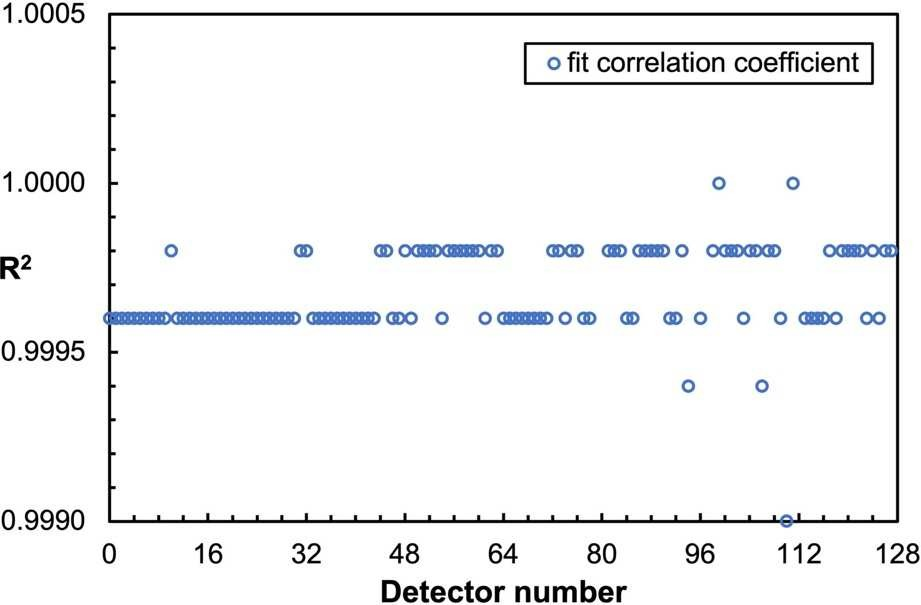 1.0005
fit correlation coefficient
1.0000
R²
0.9995
0.9990
0 16 32 48 64 80 96 112 128
Detector number